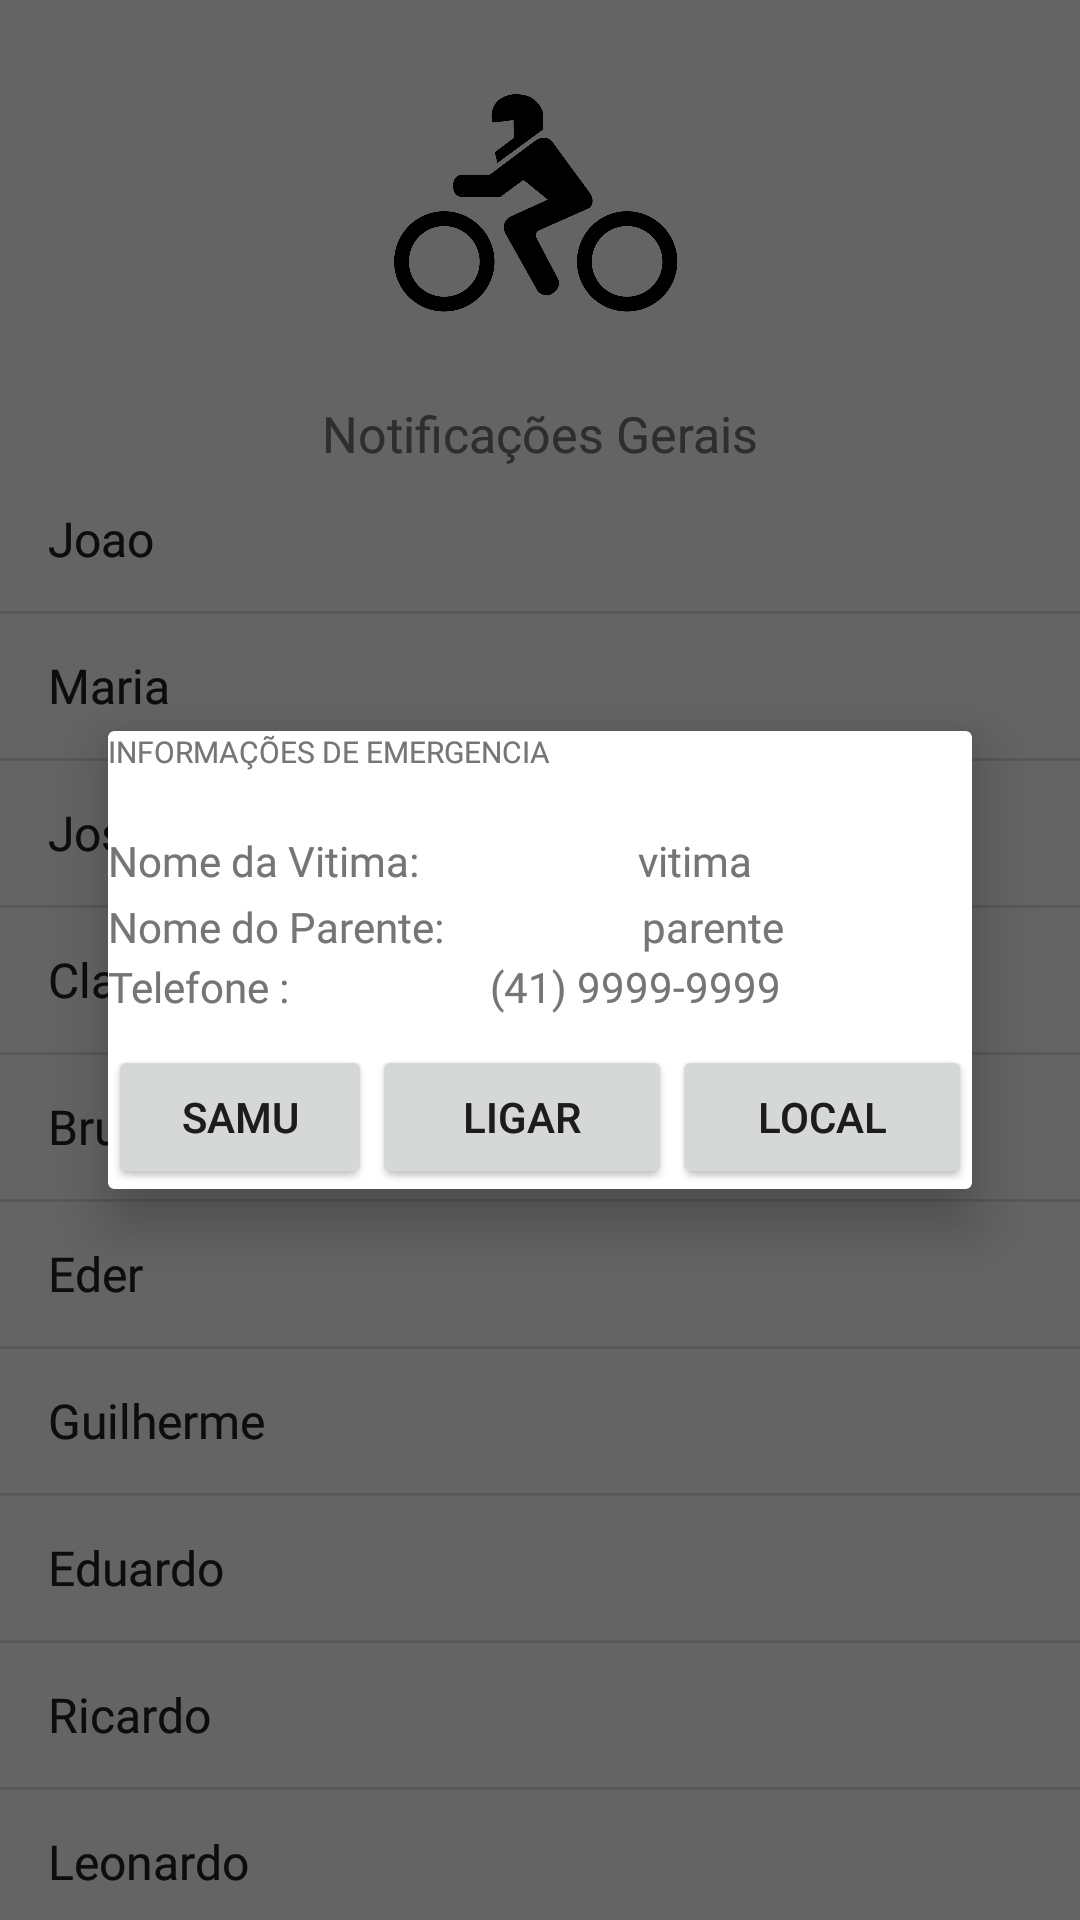 Notificações Gerais
Joao
Maria
INFORMAÇÕES DE EMERGENCIA
Jos
Nome da Vitima: vitima
Nome do Parente: parente
Cla
Telefone : (41) 9999-9999
Bru
SAMU LIGAR LOCAL
Eder
Guilherme
Eduardo
Ricardo
Leonardo